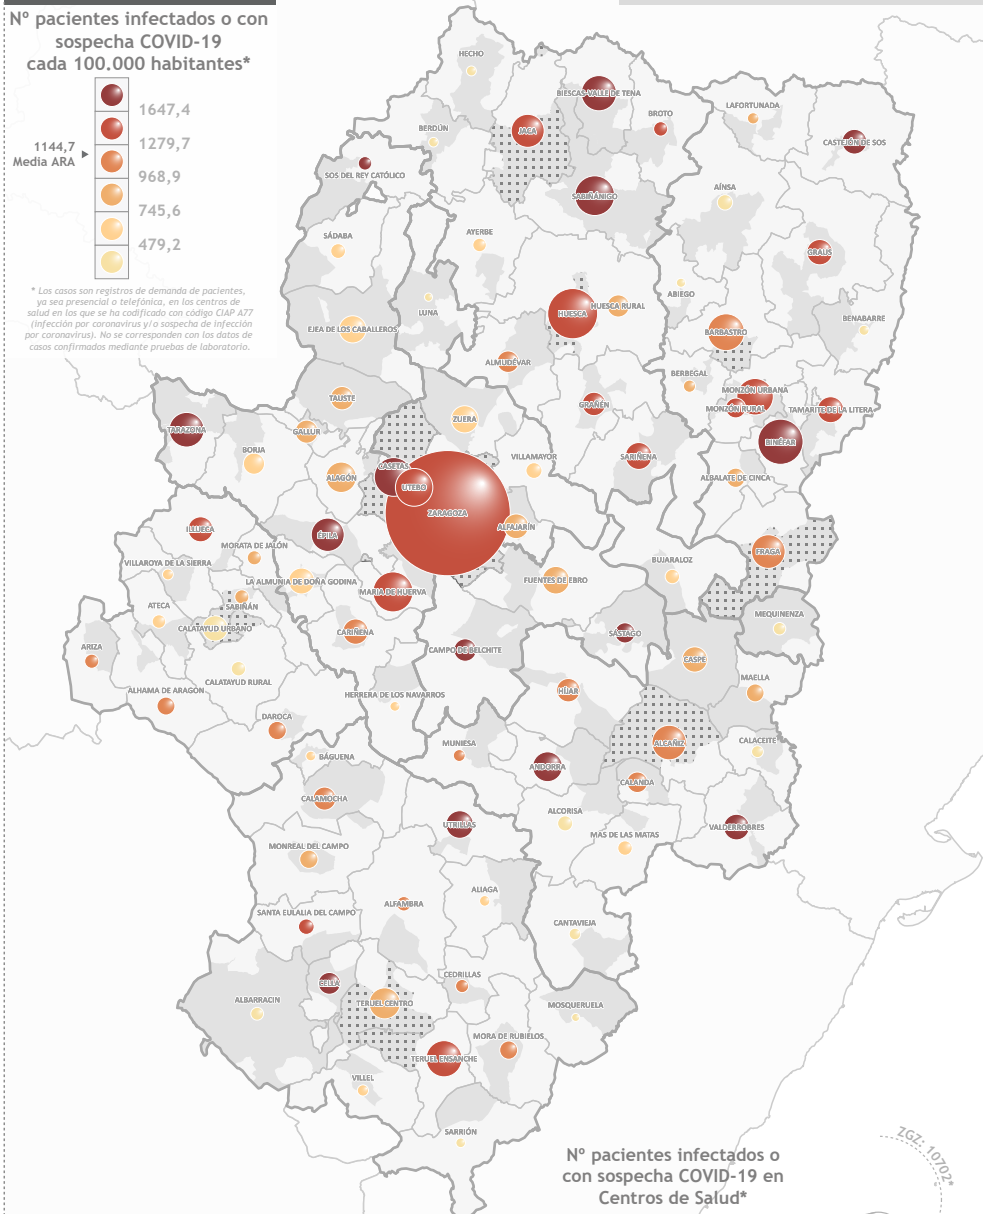 Nº pacientes infectados o con
sospecha COVID-19
cada 100.000 habitantes*
1647,4
1279,7
1144,7
Media ARA
968,9
745,6
479,2
* Los casos son registros de demanda de pacientes,
ya sea presencial o telefónica, en los centros de
salud en los que se ha codificado con código CIAP A77
(infección por coronavirus y/o sospecha de infección
por coronavirus). No se corresponden con los datos de
casos confirmados mediante pruebas de laboratorio.
HECHO
BIESCAS-VALLE DE TENA
LAFORTUNADA
BROTO
BERDÚN
JACA
CASTEJÓN DE SOS
SOS DEL REY CATÓLICO
SABIÑÁNIGO
AÍNSA
SÁDABA
AYERBE
GRAUS
ABIEGO
LUNA
HUESCA
HUESCA RURAL
BENABARRE
EJEA DE LOS CABALLEROS
BARBASTRO
ALMUDÉVAR
BERBEGAL
MONZÓN URBANA
TAUSTE
GRAÑÉN
MONZÓN RURAL
TAMARITE DE LA LITERA
ZUERA
TARAZONA
GALLUR
BINÉFAR
BORJA
VILLAMAYOR
SARIÑENA
CASETAS
ALAGÓN
ALBALATE DE CINCA
UTEBO
ZARAGOZA
ALFAJARÍN
ILLUECA
ÉPILA
MORATA DE JALÓN
FRAGA
VILLAROYA DE LA SIERRA
BUJARALOZ
LA ALMUNIA DE DOÑA GODINA
FUENTES DE EBRO
MARÍA DE HUERVA
ATECA
SABIÑÁN
MEQUINENZA
CALATAYUD URBANO
CARIÑENA
SÁSTAGO
ARIZA
CAMPO DE BELCHITE
CASPE
CALATAYUD RURAL
MAELLA
ALHAMA DE ARAGÓN
HERRERA DE LOS NAVARROS
HÍJAR
DAROCA
MUNIESA
ALCAÑIZ
CALACEITE
BÁGUENA
ANDORRA
CALANDA
CALAMOCHA
ALCORISA
UTRILLAS
VALDERROBRES
MAS DE LAS MATAS
MONREAL DEL CAMPO
ALIAGA
ALFAMBRA
SANTA EULALIA DEL CAMPO
CANTAVIEJA
CEDRILLAS
CELLA
ALBARRACIN
TERUEL CENTRO
MOSQUERUELA
MORA DE RUBIELOS
TERUEL ENSANCHE
VILLEL
SARRIÓN
Nº pacientes infectados o
con sospecha COVID-19 en
Centros de Salud*
ZGZ: 10702*